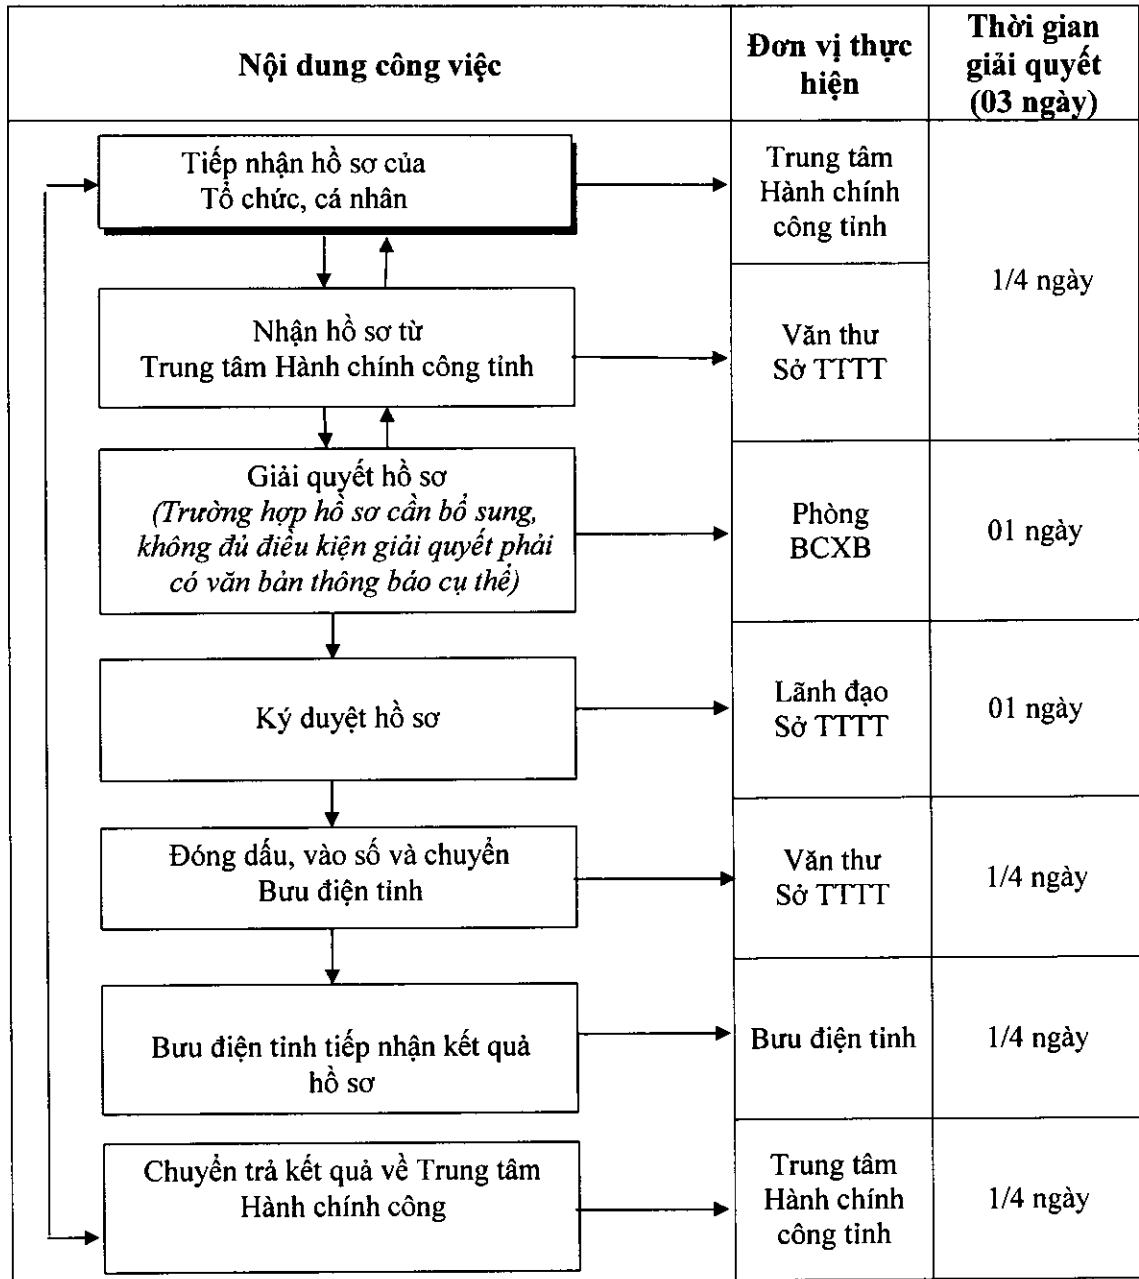 Nội dung công việc
Đơn vị thực
hiện
Thời gian
giải quyết
(03 ngày)
Tiếp nhận hồ sơ của
Tổ chức, cá nhân
Trung tâm
Hành chính
công tỉnh
1/4 ngày
Nhận hồ sơ từ
Trung tâm Hành chính công tỉnh
Văn thư
Sở TTTT
Giải quyết hồ sơ
(Trường hợp hồ sơ cần bổ sung,
không đủ điều kiện giải quyết phải
có văn bản thông báo cụ thể)
Phòng
BCXB
01 ngày
Ký duyệt hồ sơ
Lãnh đạo
Sở TTTT
01 ngày
Đóng dấu, vào số và chuyển
Bưu điện tỉnh
Văn thư
Sở TTTT
1/4 ngày
Bưu điện tỉnh tiếp nhận kết quả
hồ sơ
Bưu điện tỉnh
1/4 ngày
Chuyển trả kết quả về Trung tâm
Hành chính công
Trung tâm
Hành chính
công tỉnh
1/4 ngày